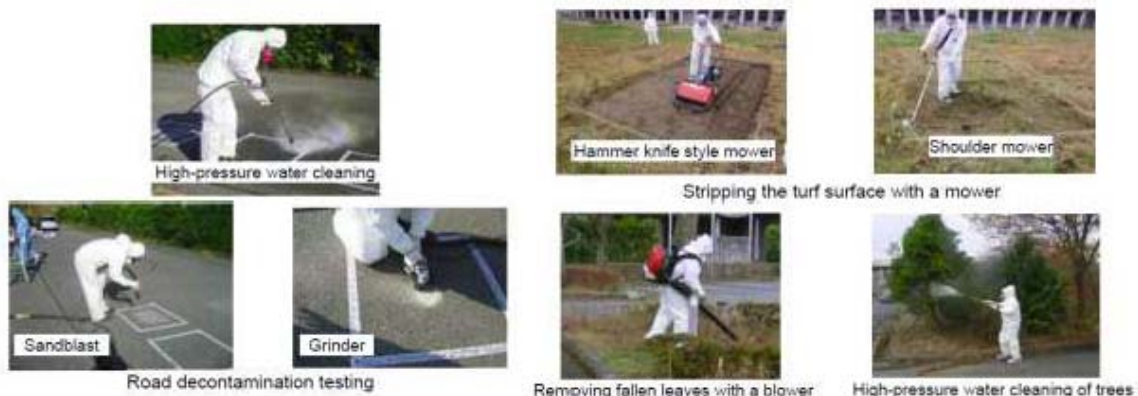 High-pressure water cleaning
Sandblast
Grinder
Road decontamination testing
Hammer knife style mower
Shoulder mower
Stripping the turf surface with a mower
Removing fallen leaves with a blower
High-pressure water cleaning of trees